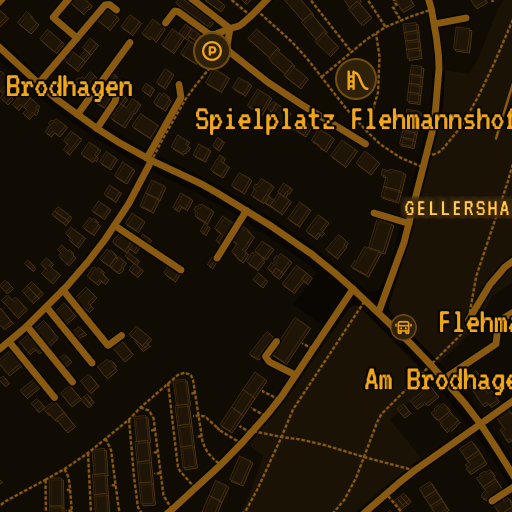 P
Brodhagen
Spielplatz Flehmannshof
GELLERSHA
Flehma
Am Brodhage